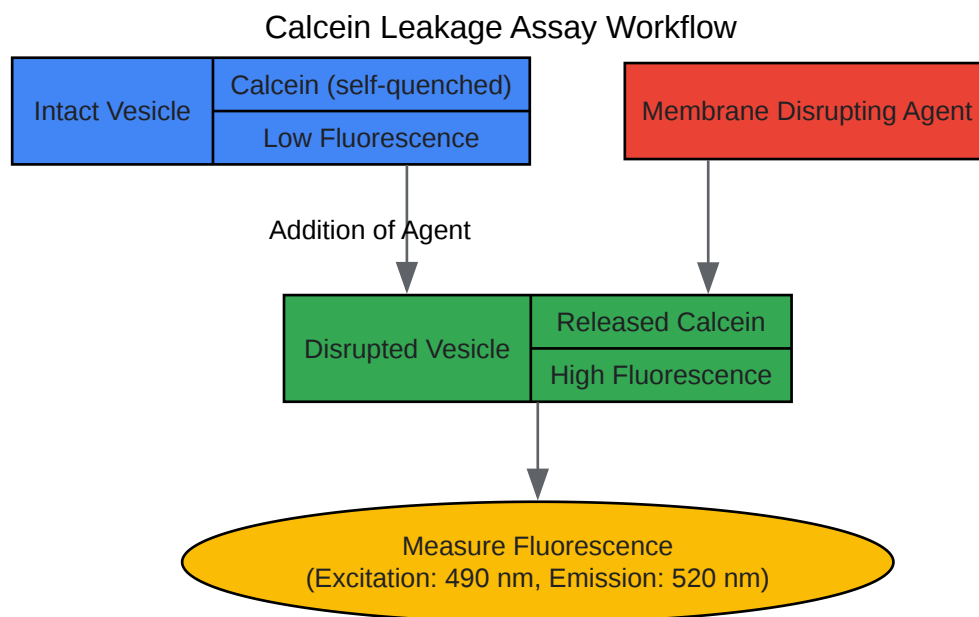 Calcein Leakage Assay Workflow
Intact Vesicle
Calcein (self-quenched)
Low Fluorescence
Membrane Disrupting Agent
Addition of Agent
Disrupted Vesicle
Released Calcein
High Fluorescence
Measure Fluorescence
(Excitation: 490 nm, Emission: 520 nm)